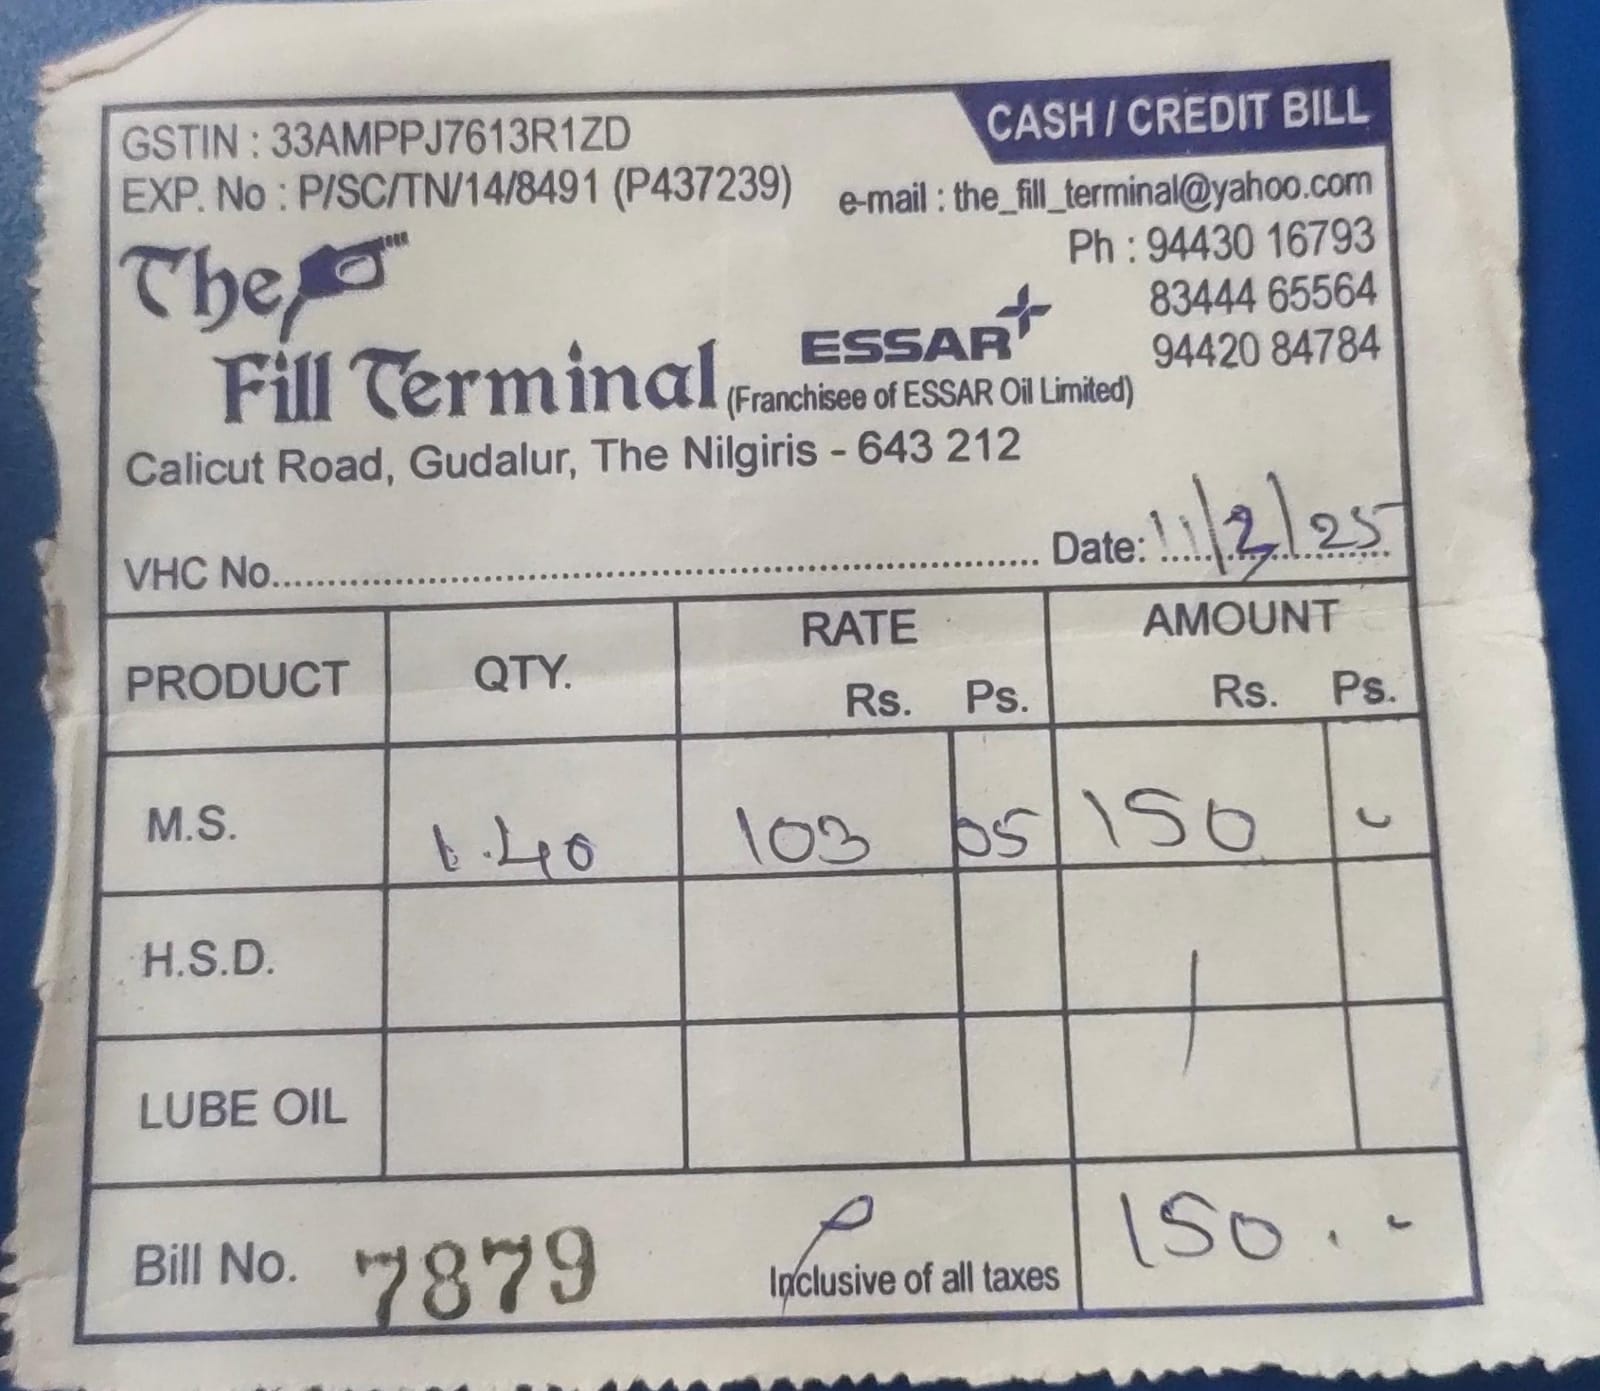 CASH / CREDIT BILL
GSTIN : 33AMPPJ7613R1ZD
EXP. No : P/SC/TN/14/8491 (P437239)
e-mail : the_fill_terminal@yahoo.com
Ph : 94430 16793
83444 65564
94420 84784
The
Fill Terminal
ESSAR
(Franchisee of ESSAR Oil Limited)
Calicut Road, Gudalur, The Nilgiris - 643 212
VHC No. Date: 11/2/25
PRODUCT QTY. RATE Rs. Ps. AMOUNT Rs. Ps.
M.S. 1.40 103 05 150 -
H.S.D.
LUBE OIL
Bill No. 7879 Inclusive of all taxes 150. -